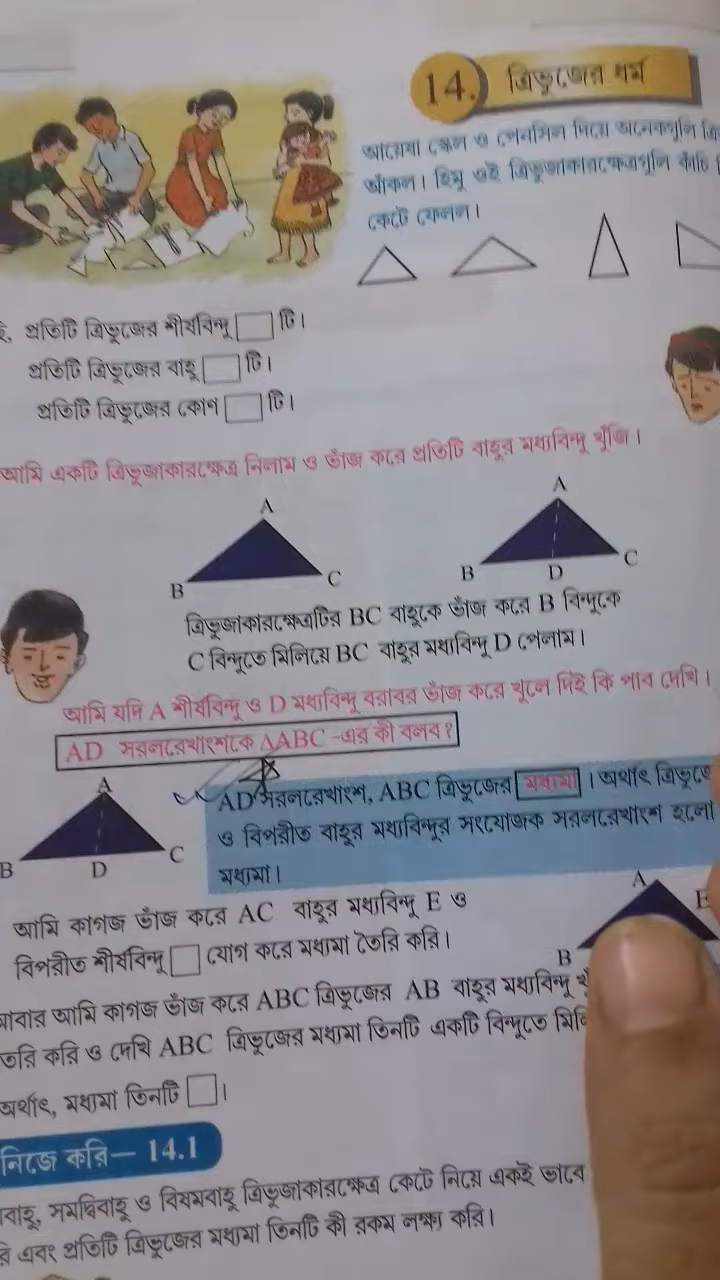 14. ত্রিভুজের ধর্ম
আয়েষা স্কেল ও পেনসিল দিয়ে অনেকগুলি
আঁকল। হিমু ওই ত্রিভুজাকারক্ষেত্রগুলি কাঁচি
কেটে ফেলল।
প্রতিটি ত্রিভুজের শীর্ষবিন্দু □ টি।
প্রতিটি ত্রিভুজের বাহু □ টি।
প্রতিটি ত্রিভুজের কোণ □ টি।
আমি একটি ত্রিভুজাকারক্ষেত্র নিলাম ও ভাঁজ করে প্রতিটি বাহুর মধ্যবিন্দু খুঁজি।
A
B
C
A
B
D
C
ত্রিভুজাকারক্ষেত্রটির BC বাহুকে ভাঁজ করে B বিন্দুকে
C বিন্দুতে মিলিয়ে BC বাহুর মধ্যবিন্দু D পেলাম।
আমি যদি A শীর্ষবিন্দু ও D মধ্যবিন্দু বরাবর ভাঁজ করে খুলে দিই কি পাব দেখি।
AD সরলরেখাংশকে △ABC -এর কী বলব?
A
B
D
C
AD সরলরেখাংশ, ABC ত্রিভুজের মধ্যমা। অর্থাৎ
ও বিপরীত বাহুর মধ্যবিন্দুর সংযোজক সরলরেখাংশ হলো
মধ্যমা।
আমি কাগজ ভাঁজ করে AC বাহুর মধ্যবিন্দু E ও
বিপরীত শীর্ষবিন্দু □ যোগ করে মধ্যমা তৈরি করি।
A
E
B
আমি কাগজ ভাঁজ করে ABC ত্রিভুজের AB বাহুর মধ্যবিন্দু
করি ও দেখি ABC ত্রিভুজের মধ্যমা তিনটি একটি বিন্দুতে
অর্থাৎ, মধ্যমা তিনটি □।
নিজে করি— 14.1
সমদ্বিবাহু ও বিষমবাহু ত্রিভুজাকারক্ষেত্র কেটে নিয়ে একই ভাবে
এবং প্রতিটি ত্রিভুজের মধ্যমা তিনটি কী রকম লক্ষ্য করি।